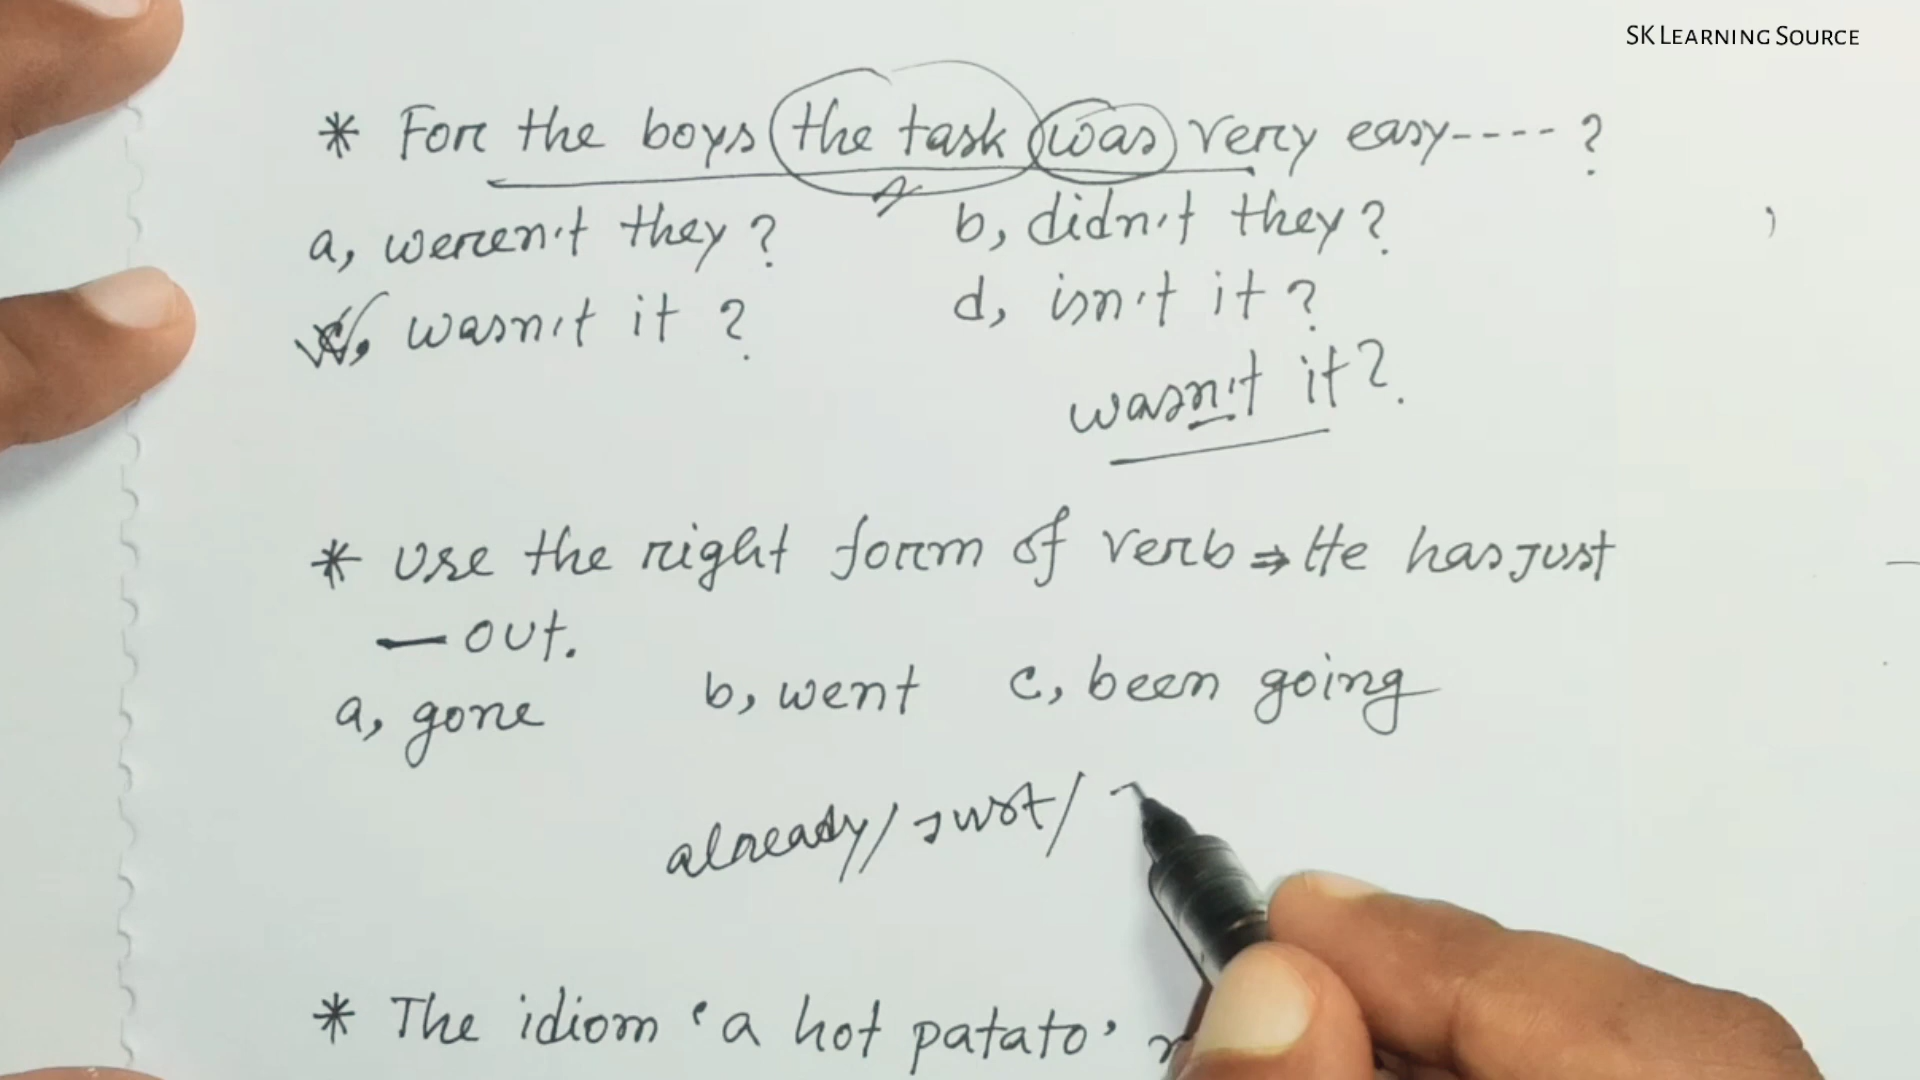 SK LEARNING SOURCE
* For the boys the task was very easy---- ?
a, weren't they ? b, didn't they ?
c, wasn't it ? d, isn't it ?
wasn't it ?
* Use the right form of verb ⇒ He has just
— out.
a, gone b, went c, been going
already/ just/
* The idiom 'a hot patato'